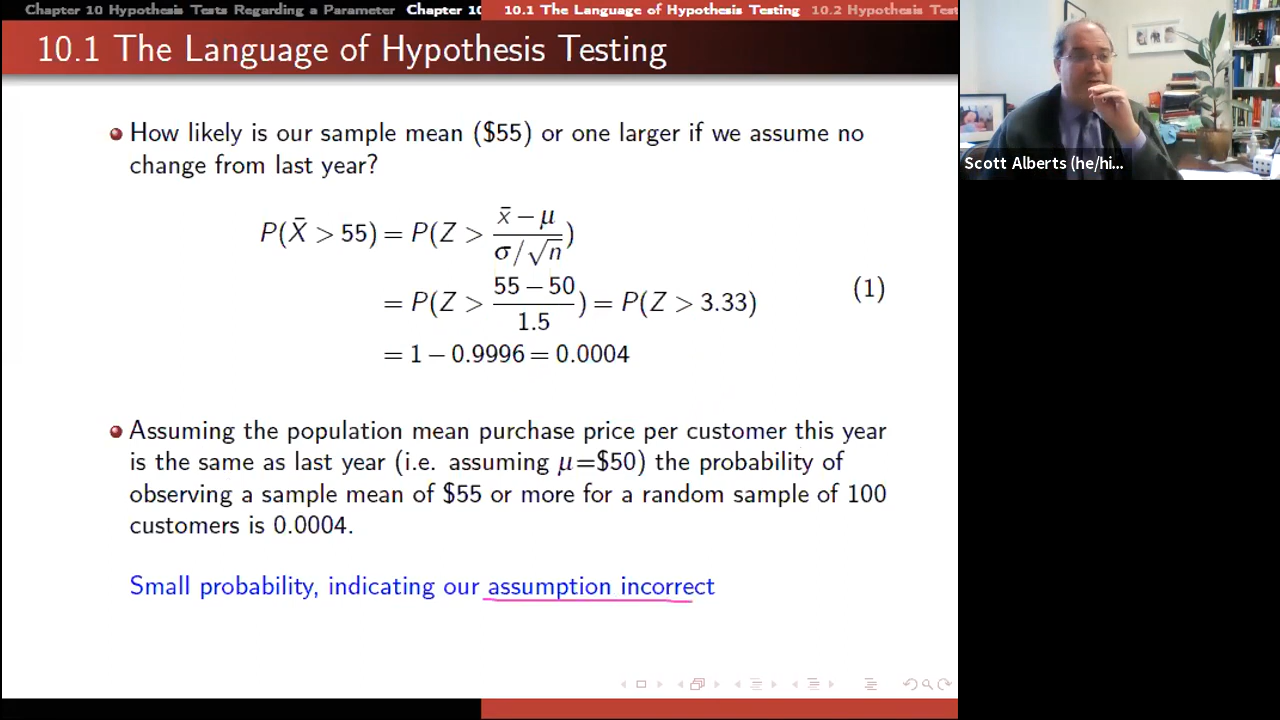 Chapter 10 Hypothesis Tests Regarding a Parameter Chapter 10 10.1 The Language of Hypothesis Testing 10.2 Hypothesis Test
10.1 The Language of Hypothesis Testing
How likely is our sample mean ($55) or one larger if we assume no
change from last year?
P(X̄ > 55) = P(Z > (x̄ − μ)/(σ/√n))
= P(Z > (55 − 50)/1.5) = P(Z > 3.33) (1)
= 1 − 0.9996 = 0.0004
Assuming the population mean purchase price per customer this year
is the same as last year (i.e. assuming μ=$50) the probability of
observing a sample mean of $55 or more for a random sample of 100
customers is 0.0004.
Small probability, indicating our assumption incorrect
Scott Alberts (he/hi...